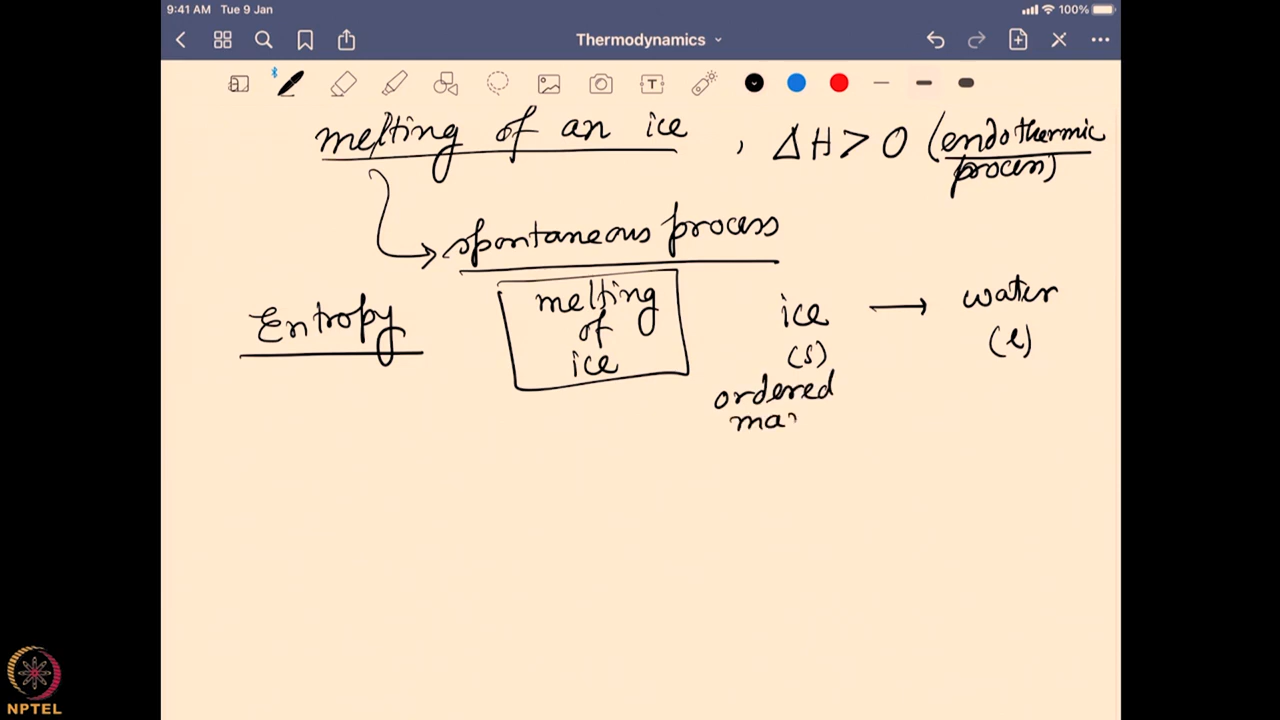 9:41 AM Tue 9 Jan
100%
Thermodynamics
T
melting of an ice , ΔH > 0 (endothermic
process)
spontaneous process
Entropy
melting
of
ice
ice → water
(s) (l)
ordered
ma
NPTEL